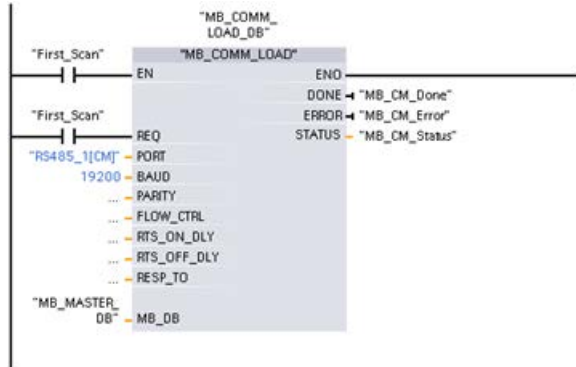 "MB_COMM_
LOAD_DB"
"First_Scan"
"MB_COMM_LOAD"
EN
ENO
DONE
"MB_CM_Done"
"First_Scan"
ERROR
"MB_CM_Error"
REQ
STATUS
"MB_CM_Status"
"RS485_1[CM]"
PORT
19200
BAUD
...
PARITY
...
FLOW_CTRL
...
RTS_ON_DLY
...
RTS_OFF_DLY
...
RESP_TO
"MB_MASTER_
DB"
MB_DB